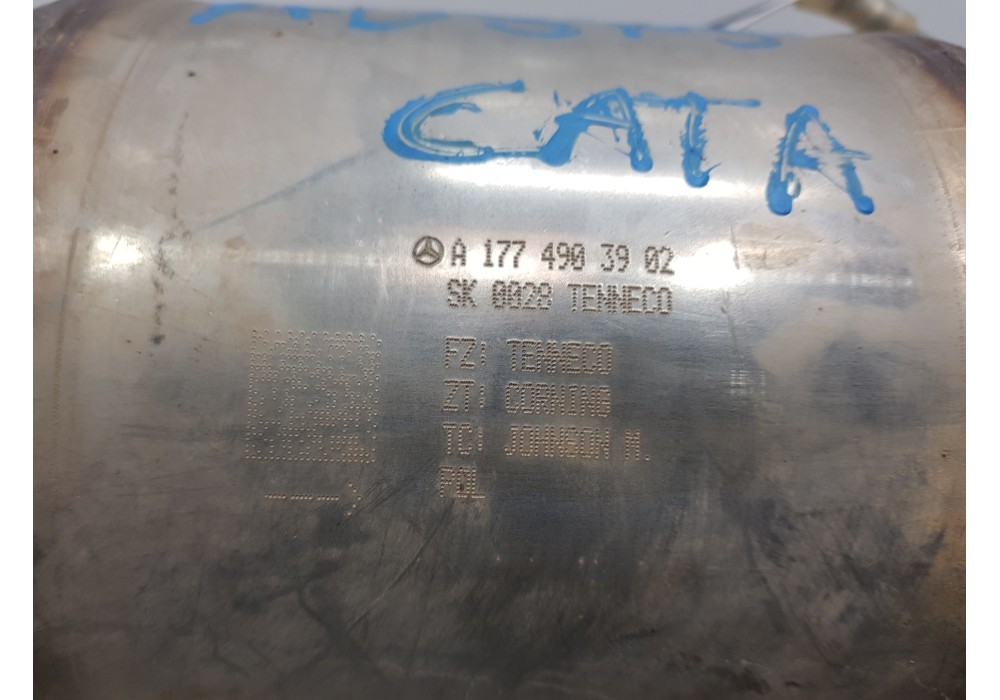 CATA
A 177 490 39 02
SK 0028 TENNECO
FZ: TENNECO
ZT: CORNING
TC: JOHNSON M.
POL